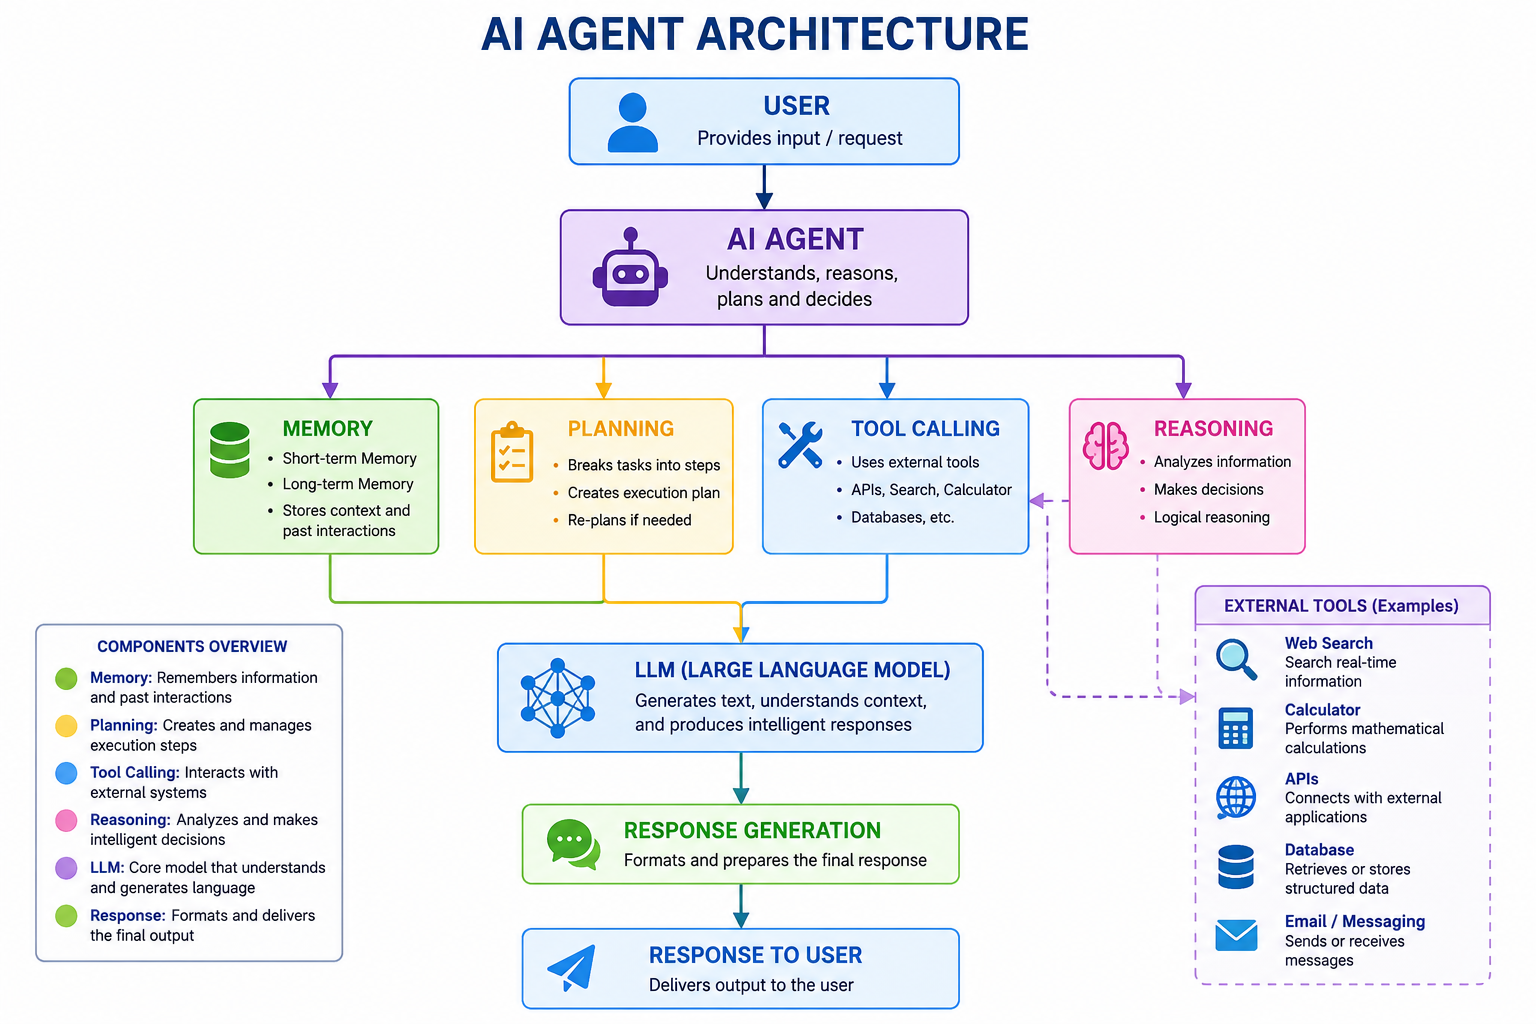 AI AGENT ARCHITECTURE
USER
Provides input / request
AI AGENT
Understands, reasons,
plans and decides
MEMORY
• Short-term Memory
• Long-term Memory
• Stores context and
past interactions
PLANNING
• Breaks tasks into steps
• Creates execution plan
• Re-plans if needed
TOOL CALLING
• Uses external tools
• APIs, Search, Calculator
• Databases, etc.
REASONING
• Analyzes information
• Makes decisions
• Logical reasoning
COMPONENTS OVERVIEW
Memory: Remembers information
and past interactions
Planning: Creates and manages
execution steps
Tool Calling: Interacts with
external systems
Reasoning: Analyzes and makes
intelligent decisions
LLM: Core model that understands
and generates language
Response: Formats and delivers
the final output
LLM (LARGE LANGUAGE MODEL)
Generates text, understands context,
and produces intelligent responses
RESPONSE GENERATION
Formats and prepares the final response
RESPONSE TO USER
Delivers output to the user
EXTERNAL TOOLS (Examples)
Web Search
Search real-time
information
Calculator
Performs mathematical
calculations
APIs
Connects with external
applications
Database
Retrieves or stores
structured data
Email / Messaging
Sends or receives
messages